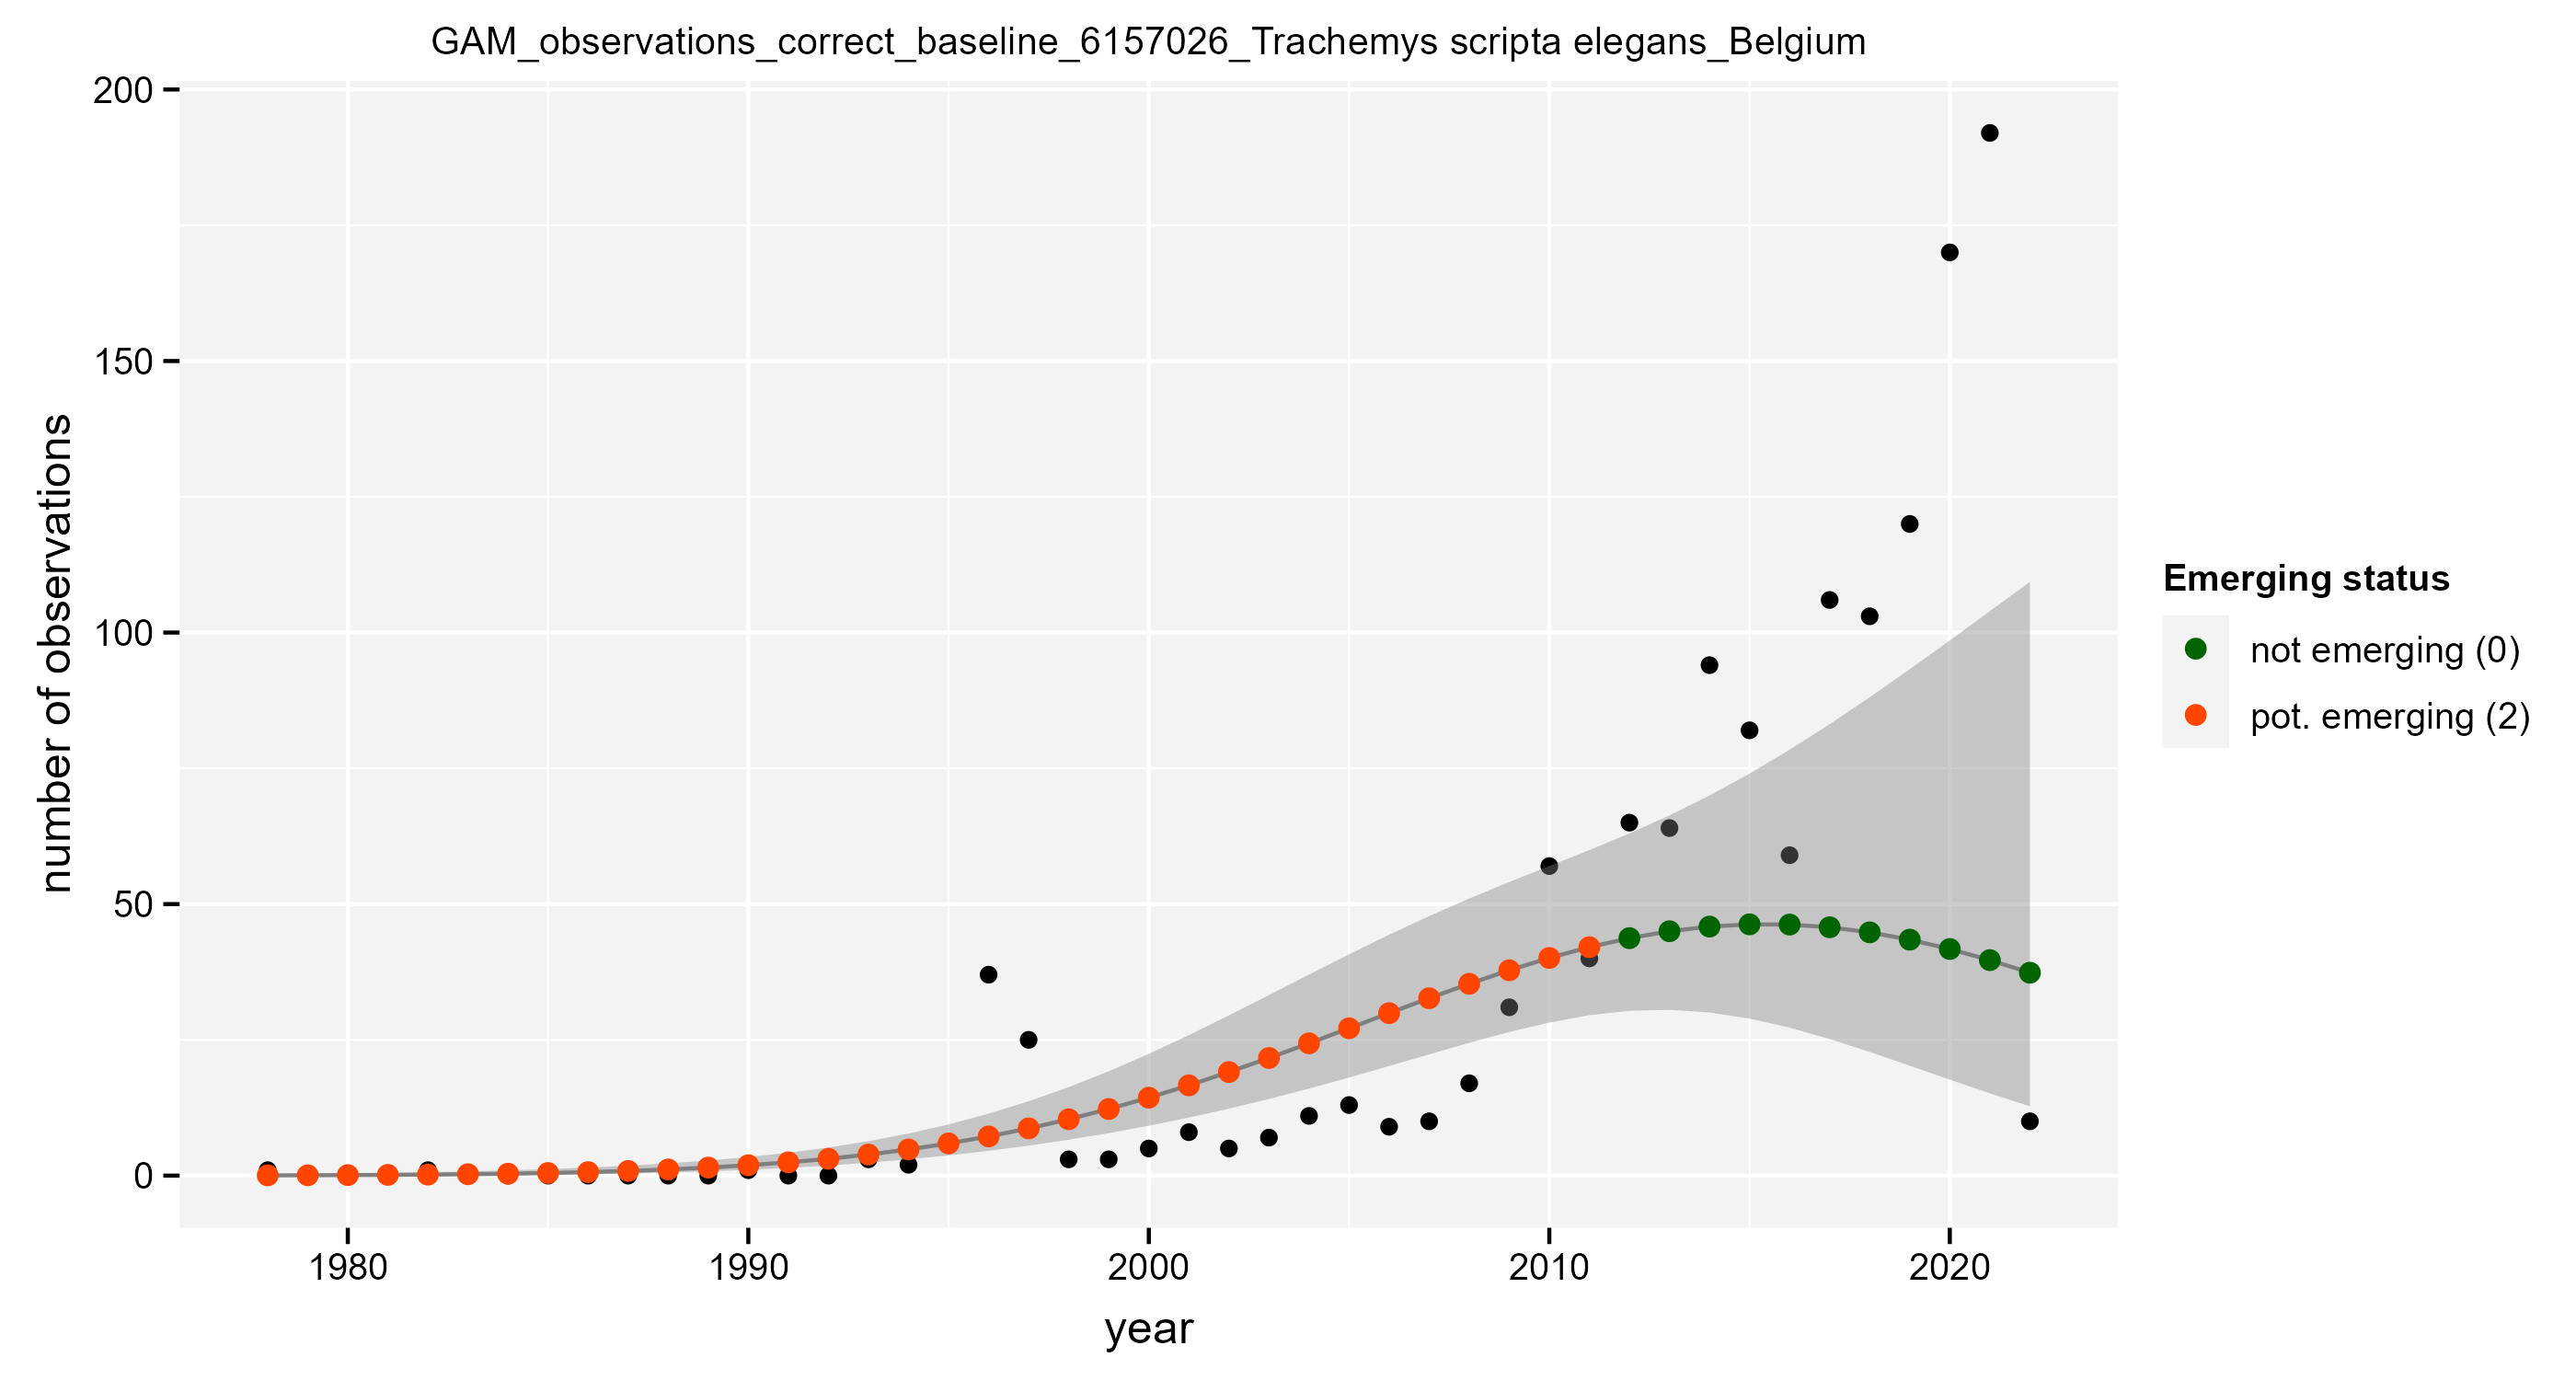 GAM_observations_correct_baseline_6157026_Trachemys scripta elegans_Belgium
number of observations
200
150
100
50
0
1980 1990 2000 2010 2020
year
Emerging status
not emerging (0)
pot. emerging (2)